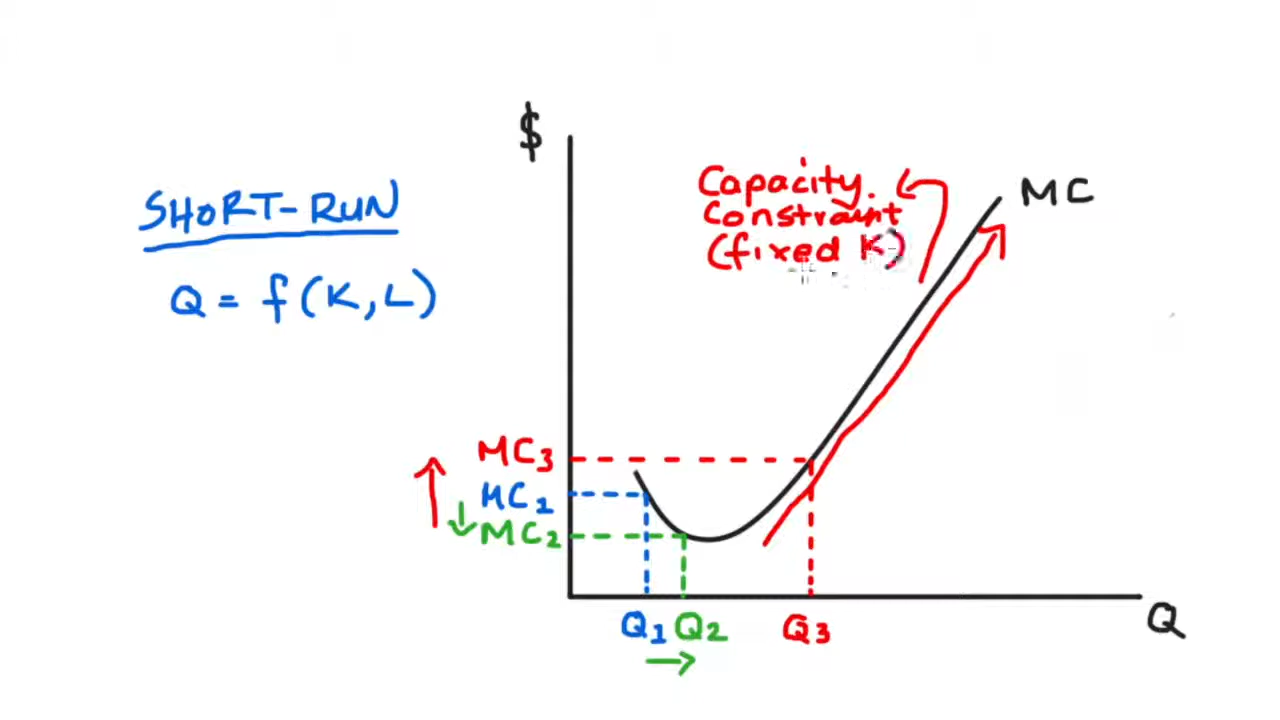 $
SHORT-RUN
Q = f(K,L)
Capacity.
Constraint
(fixed K)
MC
MC3
MC1
MC2
Q1 Q2 Q3
Q